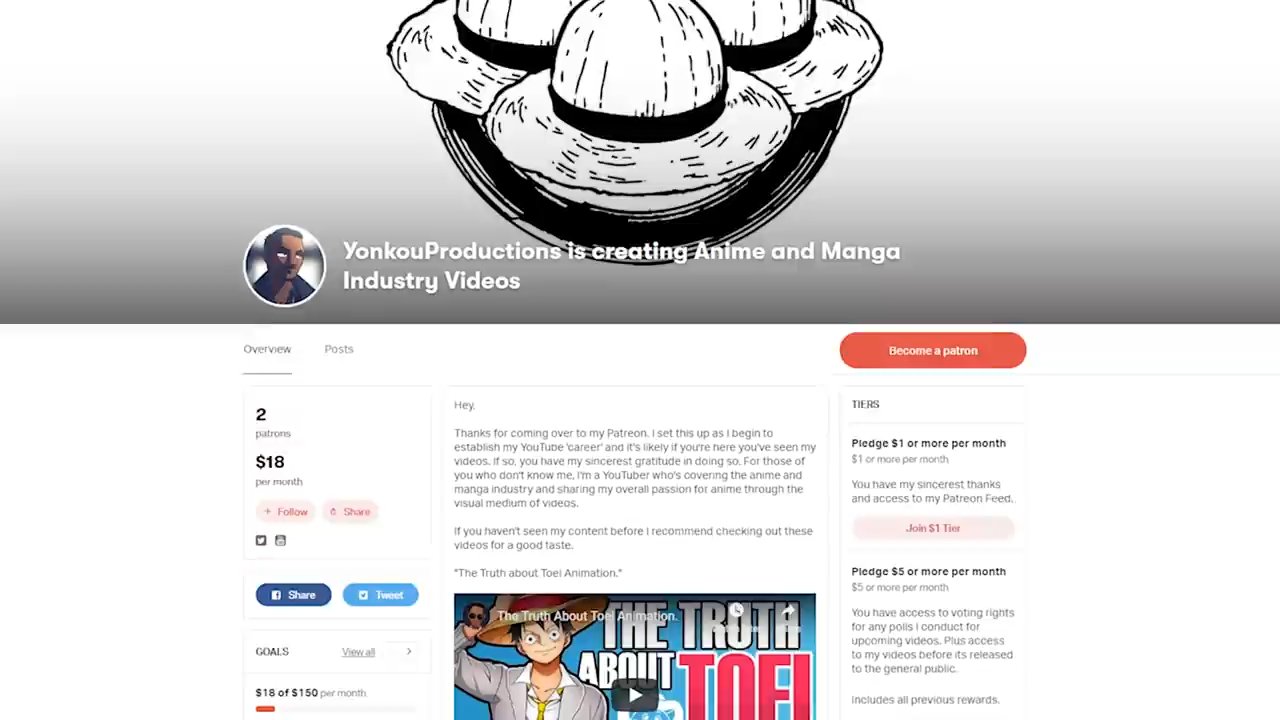 YonkouProductions is creating Anime and Manga
Industry Videos
Overview
Posts
Become a patron
2
patrons
$18
per month
+ Follow
Share
Share
Tweet
GOALS
View all
$18 of $150 per month
Hey,
Thanks for coming over to my Patreon. I set this up as I begin to
establish my YouTube 'career' and it's likely if you're here you've seen my
videos. If so, you have my sincerest gratitude in doing so. For those of
you who don't know me, I'm a YouTuber who's covering the anime and
manga industry and sharing my overall passion for anime through the
visual medium of videos.
If you haven't seen my content before I recommend checking out these
videos for a good taste.
"The Truth about Toei Animation."
The Truth About Toei Animation.
THE TRUTH
ABOUT
TOEI
TIERS
Pledge $1 or more per month
$1 or more per month
You have my sincerest thanks
and access to my Patreon Feed.
Join $1 Tier
Pledge $5 or more per month
$5 or more per month
You have access to voting rights
for any polls I conduct for
upcoming videos. Plus access
to my videos before its released
to the general public.
Includes all previous rewards.